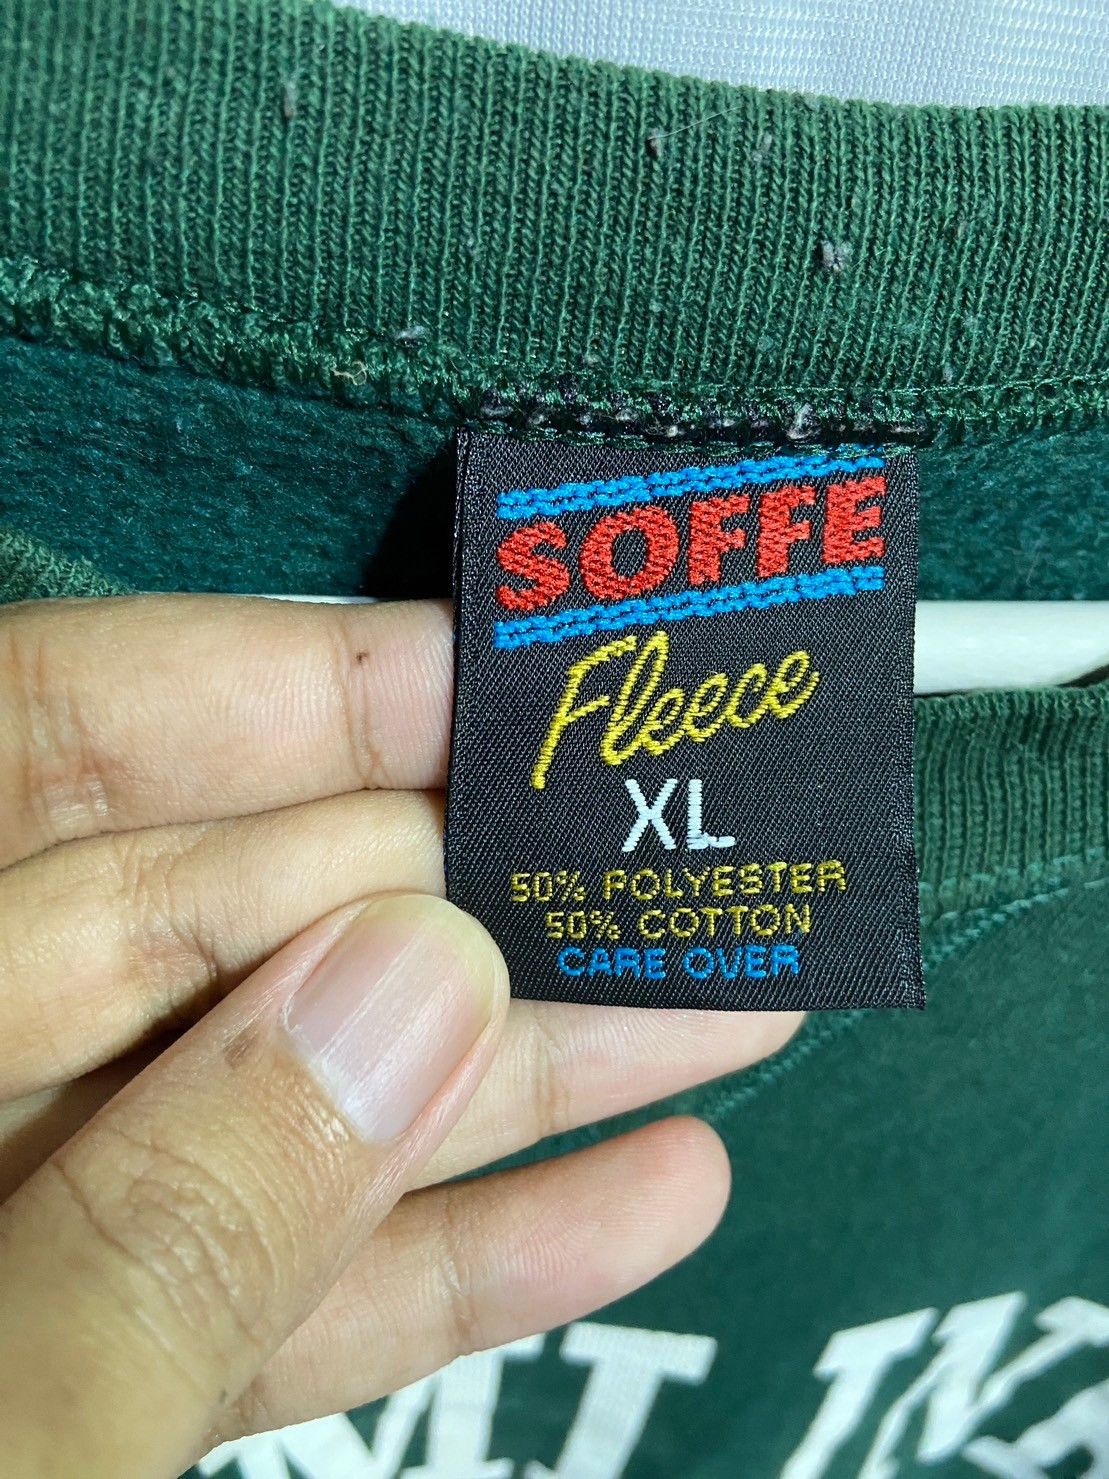 SOFFE
Fleece
XL
50% POLYESTER
50% COTTON
CARE OVER